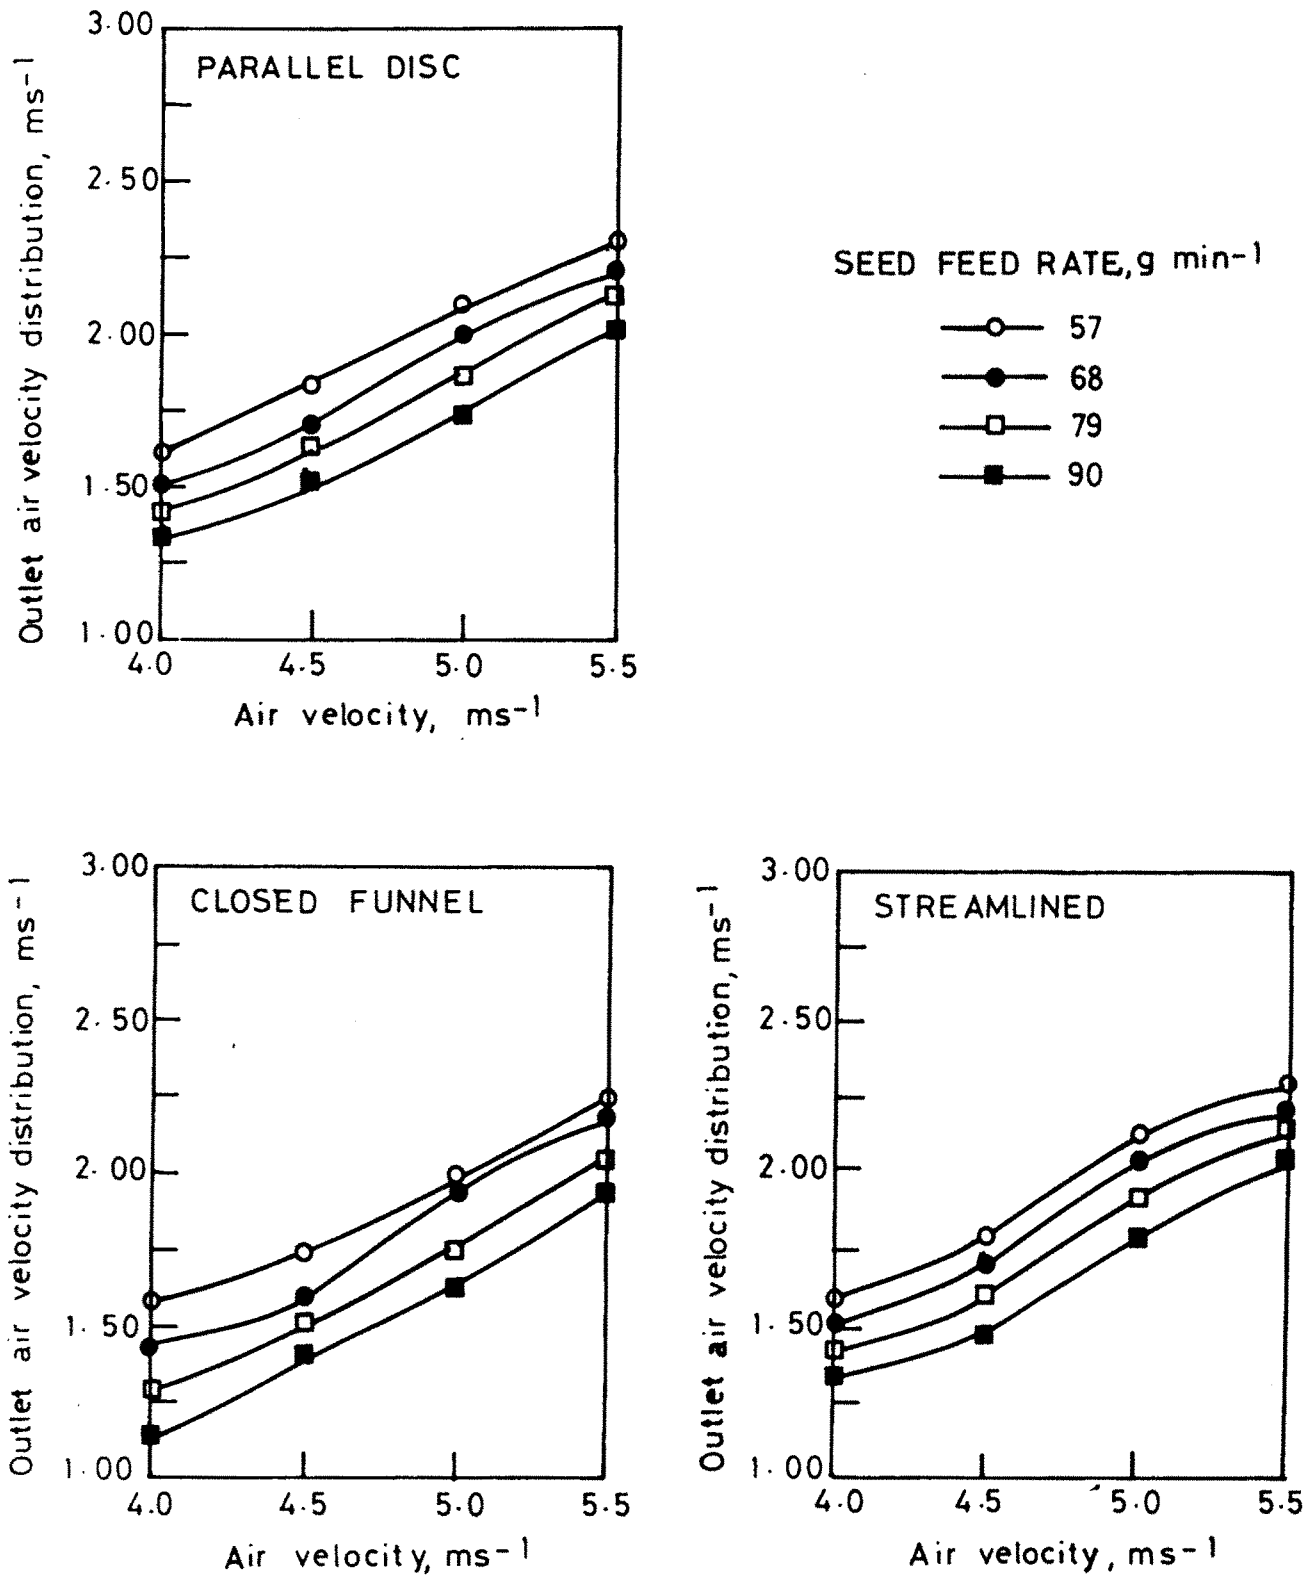 PARALLEL DISC
3.00
2.50
2.00
1.50
1.00
4.0 4.5 5.0 5.5
Outlet air velocity distribution, ms-1
Air velocity, ms-1
SEED FEED RATE, g min-1
57
68
79
90
CLOSED FUNNEL
3.00
2.50
2.00
1.50
1.00
4.0 4.5 5.0 5.5
Outlet air velocity distribution, ms-1
Air velocity, ms-1
STREAMLINED
3.00
2.50
2.00
1.50
1.00
4.0 4.5 5.0 5.5
Outlet air velocity distribution, ms-1
Air velocity, ms-1